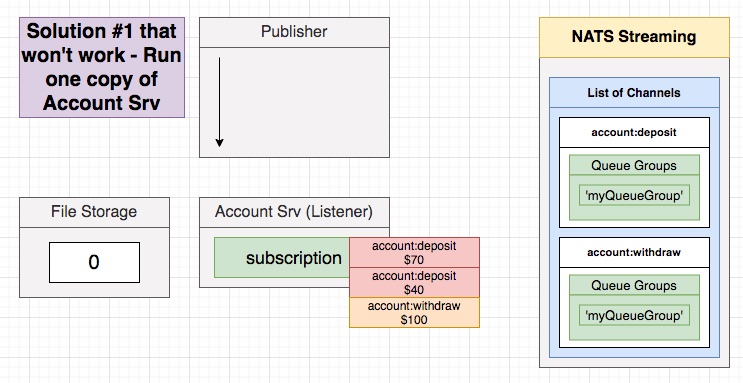 Solution #1 that
won't work - Run
one copy of
Account Srv
Publisher
NATS Streaming
List of Channels
account:deposit
Queue Groups
'myQueueGroup'
account:withdraw
Queue Groups
'myQueueGroup'
File Storage
0
Account Srv (Listener)
subscription
account:deposit
$70
account:deposit
$40
account:withdraw
$100